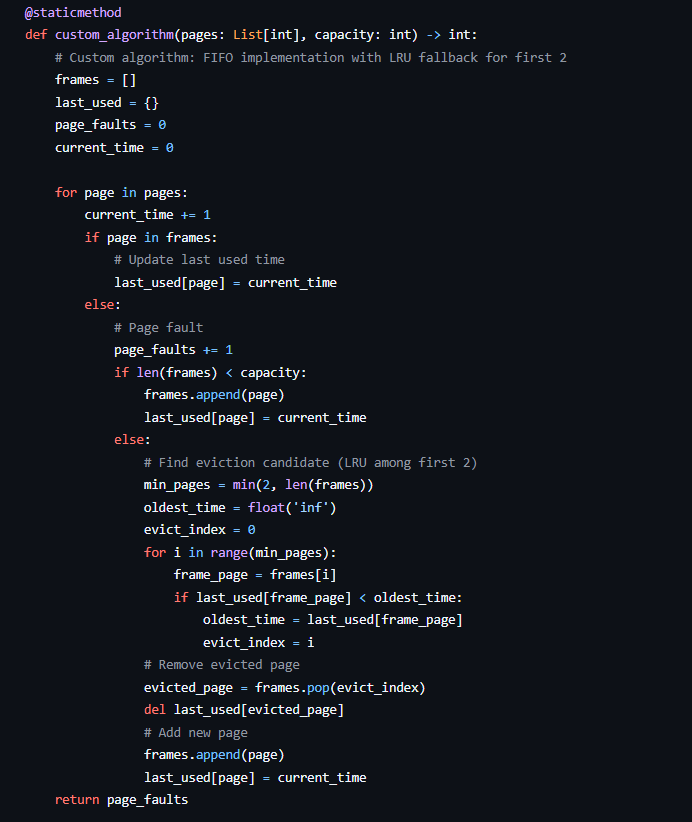 @staticmethod
def custom_algorithm(pages: List[int], capacity: int) -> int:
    # Custom algorithm: FIFO implementation with LRU fallback for first 2
    frames = []
    last_used = {}
    page_faults = 0
    current_time = 0

    for page in pages:
        current_time += 1
        if page in frames:
            # Update last used time
            last_used[page] = current_time
        else:
            # Page fault
            page_faults += 1
            if len(frames) < capacity:
                frames.append(page)
                last_used[page] = current_time
            else:
                # Find eviction candidate (LRU among first 2)
                min_pages = min(2, len(frames))
                oldest_time = float('inf')
                evict_index = 0
                for i in range(min_pages):
                    frame_page = frames[i]
                    if last_used[frame_page] < oldest_time:
                        oldest_time = last_used[frame_page]
                        evict_index = i
                # Remove evicted page
                evicted_page = frames.pop(evict_index)
                del last_used[evicted_page]
                # Add new page
                frames.append(page)
                last_used[page] = current_time
    return page_faults